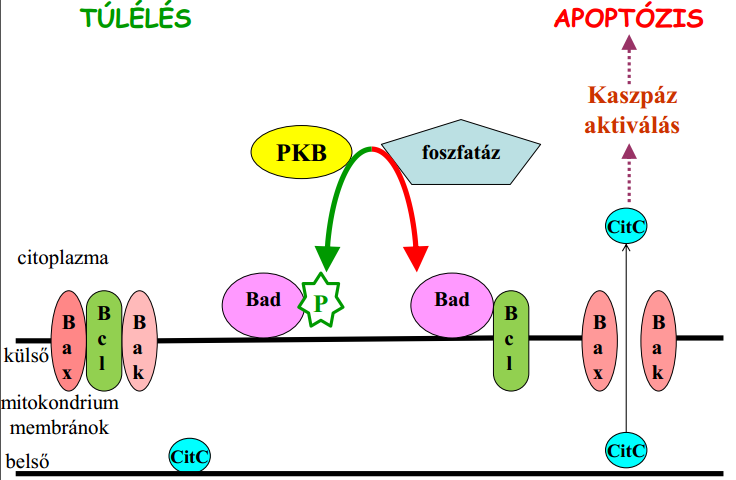 TÚLÉLÉS
APOPTÓZIS
Kaszpáz
aktiválás
PKB
foszfatáz
CitC
citoplazma
Bad
P
Bad
Bax
Bcl
Bak
Bcl
Bax
Bak
külső
mitokondrium
membránok
belső
CitC
CitC